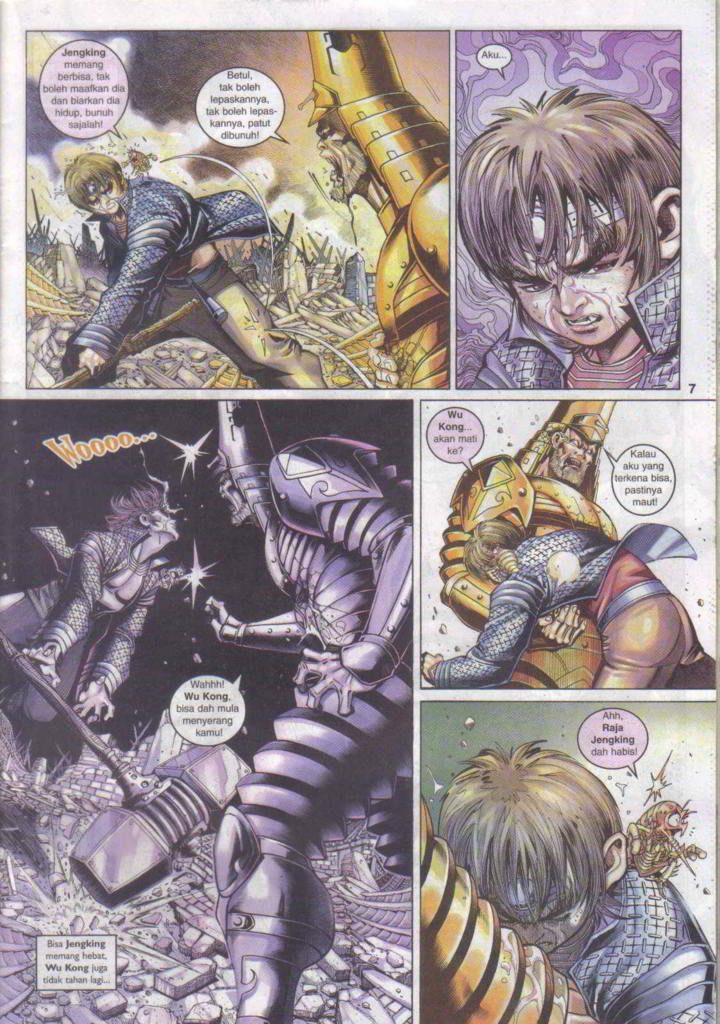 Jengking
memang
berbisa, tak
boleh maafkan dia
dan biarkan dia
hidup, bunuh
sajalah!
Betul,
tak boleh
lepaskannya,
tak boleh lepas-
kannya, patut
dibunuh!
Aku...
7
Woooo...
Wahhh!
Wu Kong,
bisa dah mula
menyerang
kamu!
Bisa Jengking
memang hebat,
Wu Kong juga
tidak tahan lagi...
Wu
Kong...
akan mati
ke?
Kalau
aku yang
terkena bisa,
pastinya
maut!
Ahh,
Raja
Jengking
dah habis!